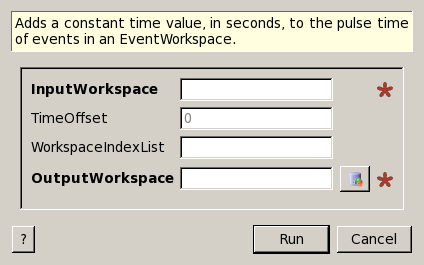 Adds a constant time value, in seconds, to the pulse time
of events in an EventWorkspace.
InputWorkspace *
TimeOffset 0
WorkspaceIndexList
OutputWorkspace *
? Run Cancel